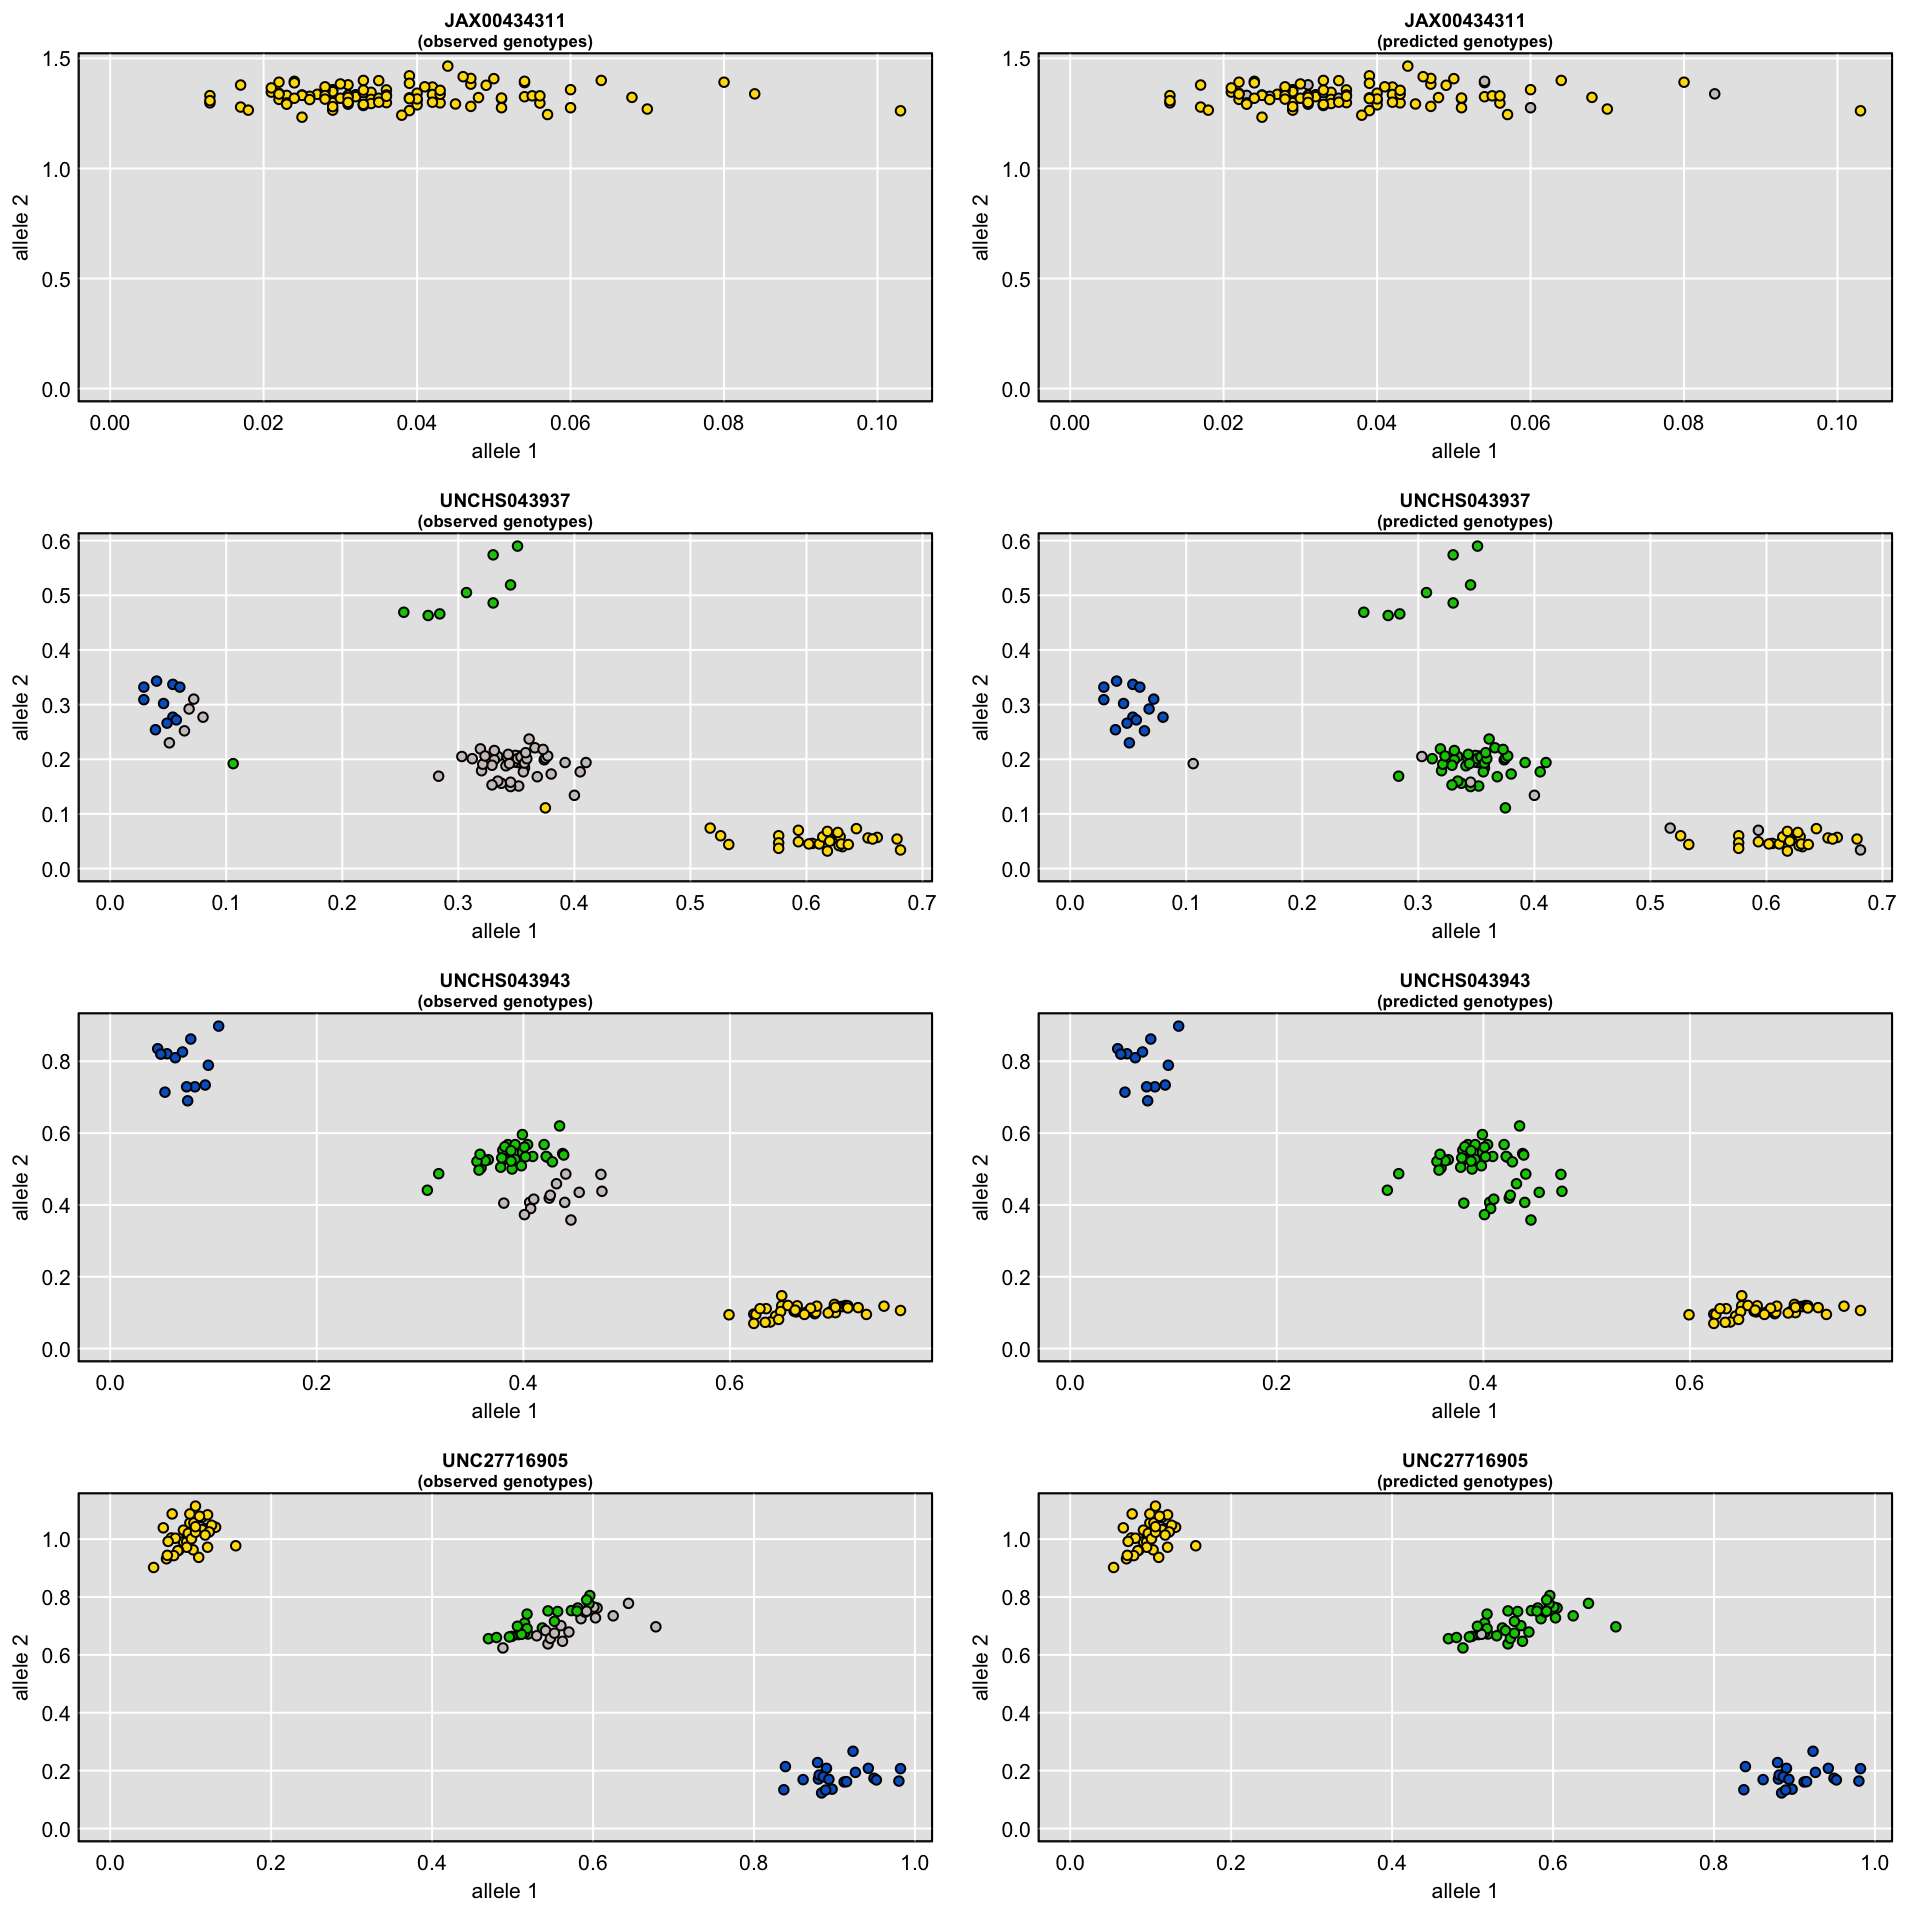 JAX00434311
(observed genotypes)
1.5
1.0
0.5
0.0
allele 2
0.00 0.02 0.04 0.06 0.08 0.10
allele 1
JAX00434311
(predicted genotypes)
1.5
1.0
0.5
0.0
allele 2
0.00 0.02 0.04 0.06 0.08 0.10
allele 1
UNCHS043937
(observed genotypes)
0.6
0.5
0.4
0.3
0.2
0.1
0.0
allele 2
0.0 0.1 0.2 0.3 0.4 0.5 0.6 0.7
allele 1
UNCHS043937
(predicted genotypes)
0.6
0.5
0.4
0.3
0.2
0.1
0.0
allele 2
0.0 0.1 0.2 0.3 0.4 0.5 0.6 0.7
allele 1
UNCHS043943
(observed genotypes)
0.8
0.6
0.4
0.2
0.0
allele 2
0.0 0.2 0.4 0.6
allele 1
UNCHS043943
(predicted genotypes)
0.8
0.6
0.4
0.2
0.0
allele 2
0.0 0.2 0.4 0.6
allele 1
UNC27716905
(observed genotypes)
1.0
0.8
0.6
0.4
0.2
0.0
allele 2
0.0 0.2 0.4 0.6 0.8 1.0
allele 1
UNC27716905
(predicted genotypes)
1.0
0.8
0.6
0.4
0.2
0.0
allele 2
0.0 0.2 0.4 0.6 0.8 1.0
allele 1